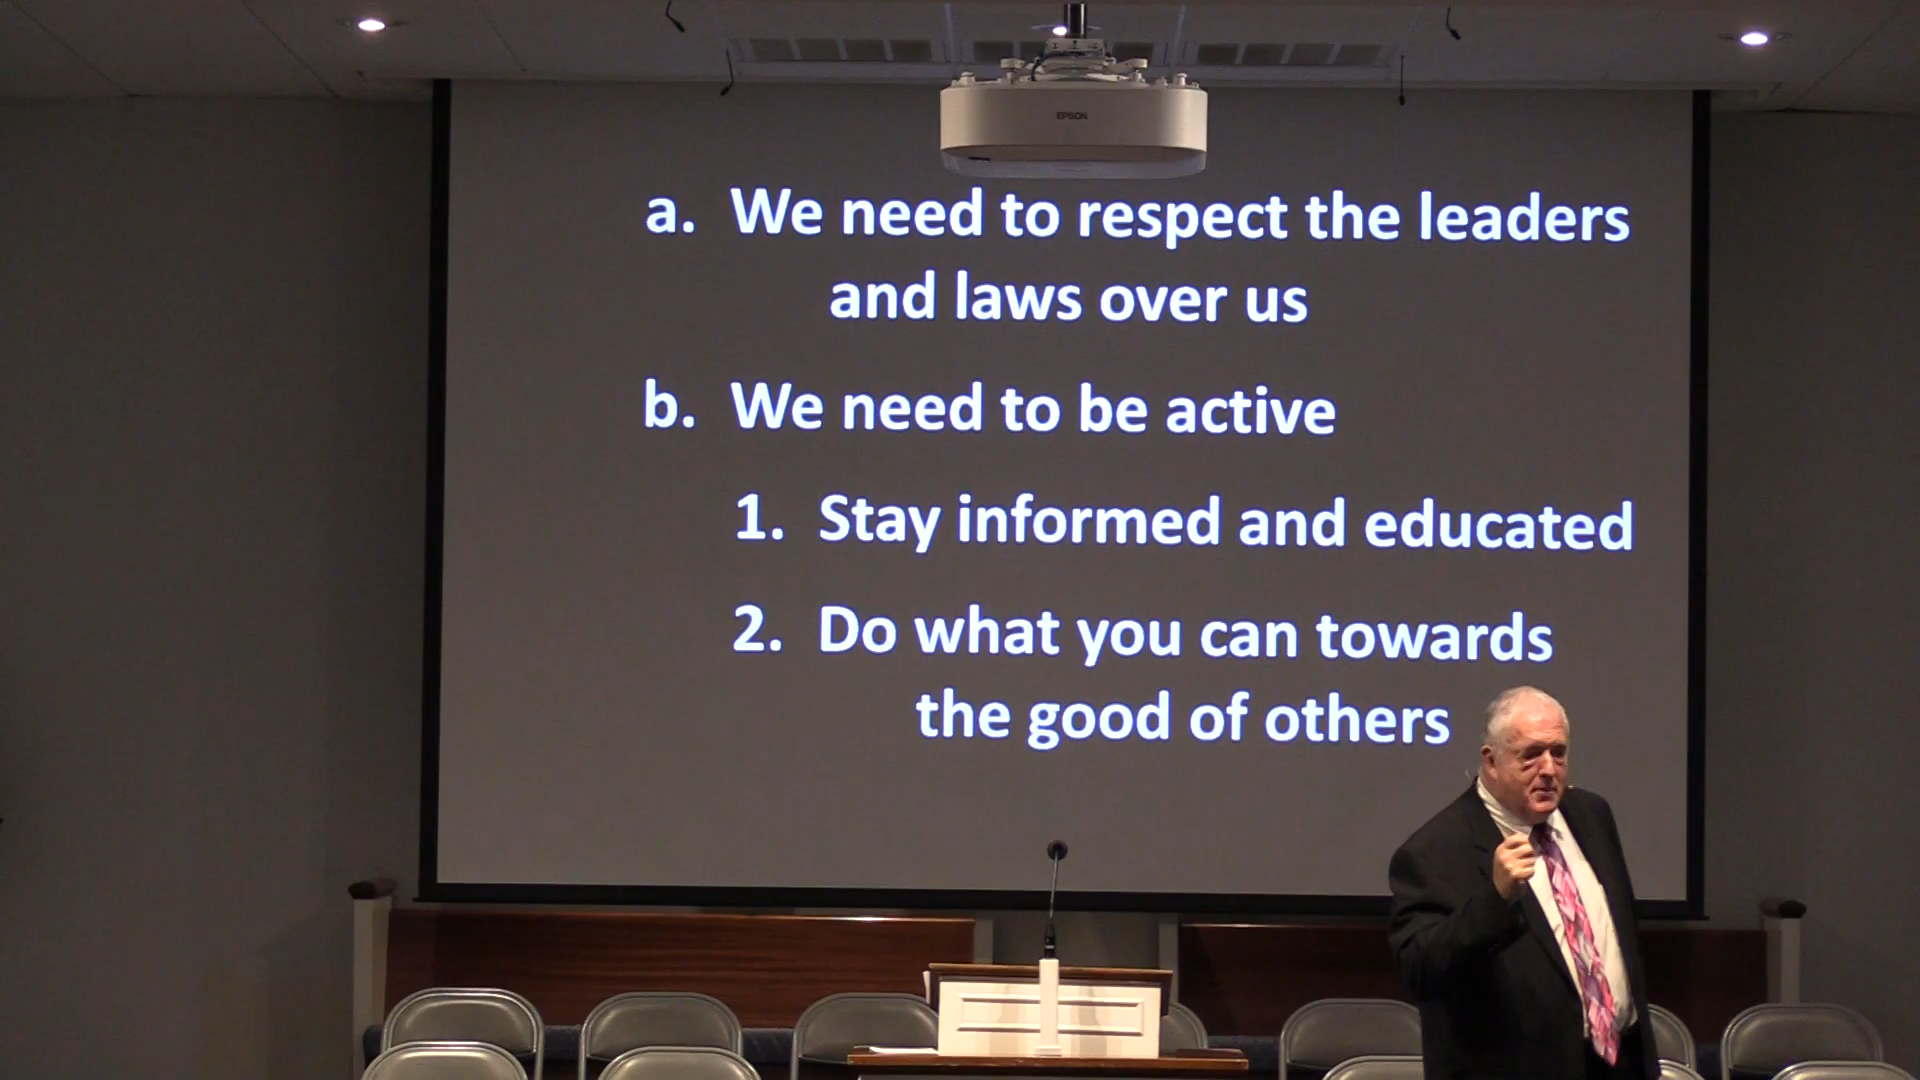 EPSON
a. We need to respect the leaders
and laws over us
b. We need to be active
1. Stay informed and educated
2. Do what you can towards
the good of others